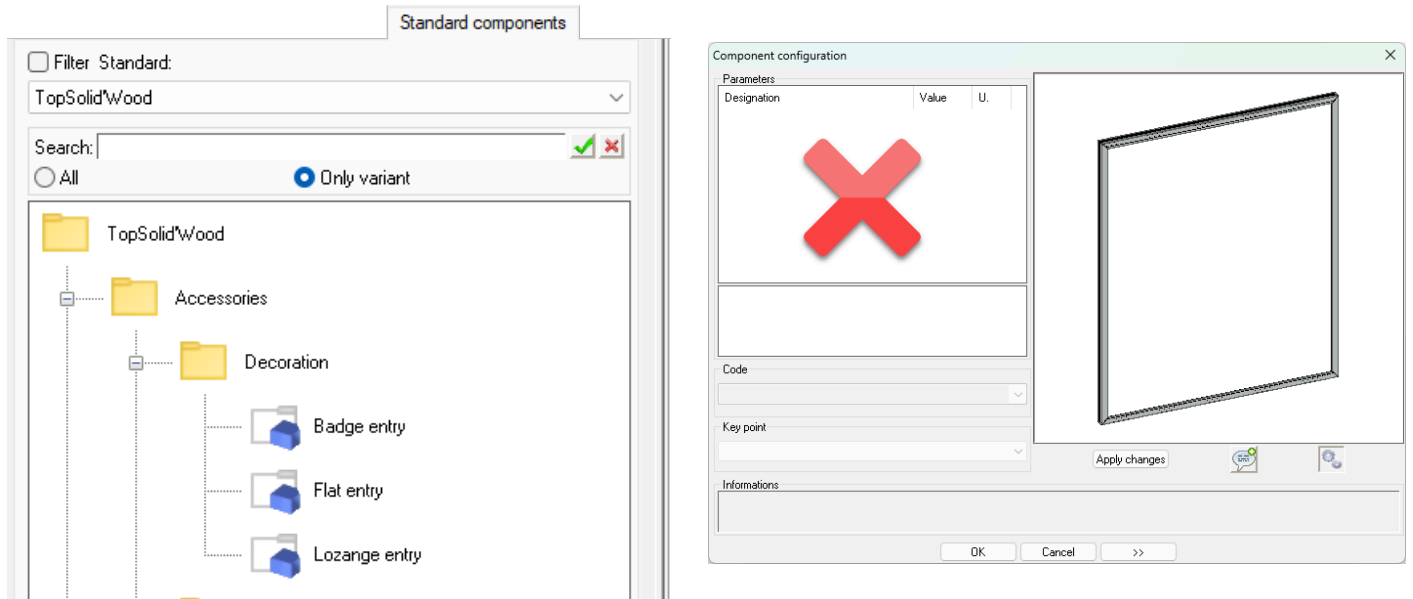 Standard components
Filter Standard:
TopSolid'Wood
Search:
All
Only variant
TopSolid'Wood
Accessories
Decoration
Badge entry
Flat entry
Lozange entry
Component configuration
Parameters
Designation Value U.
Code
Key point
Apply changes
Informations
OK Cancel >>